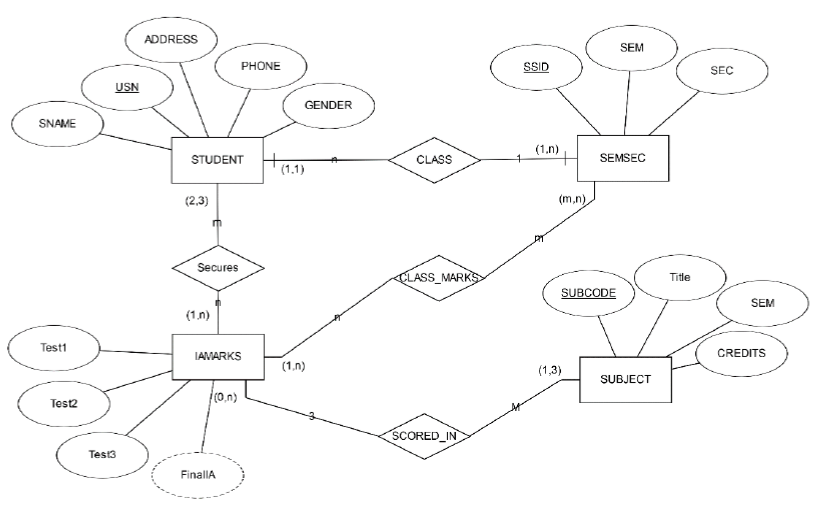 ADDRESS
SEM
PHONE
SSID
SEC
USN
GENDER
SNAME
STUDENT
n
CLASS
1
(1,n)
SEMSEC
(1,1)
(2,3)
(m,n)
m
m
Secures
CLASS_MARKS
Title
SUBCODE
SEM
n
(1,n)
n
Test1
IAMARKS
CREDITS
(1,n)
(1,3)
SUBJECT
Test2
(0,n)
3
M
SCORED_IN
Test3
FinalIA